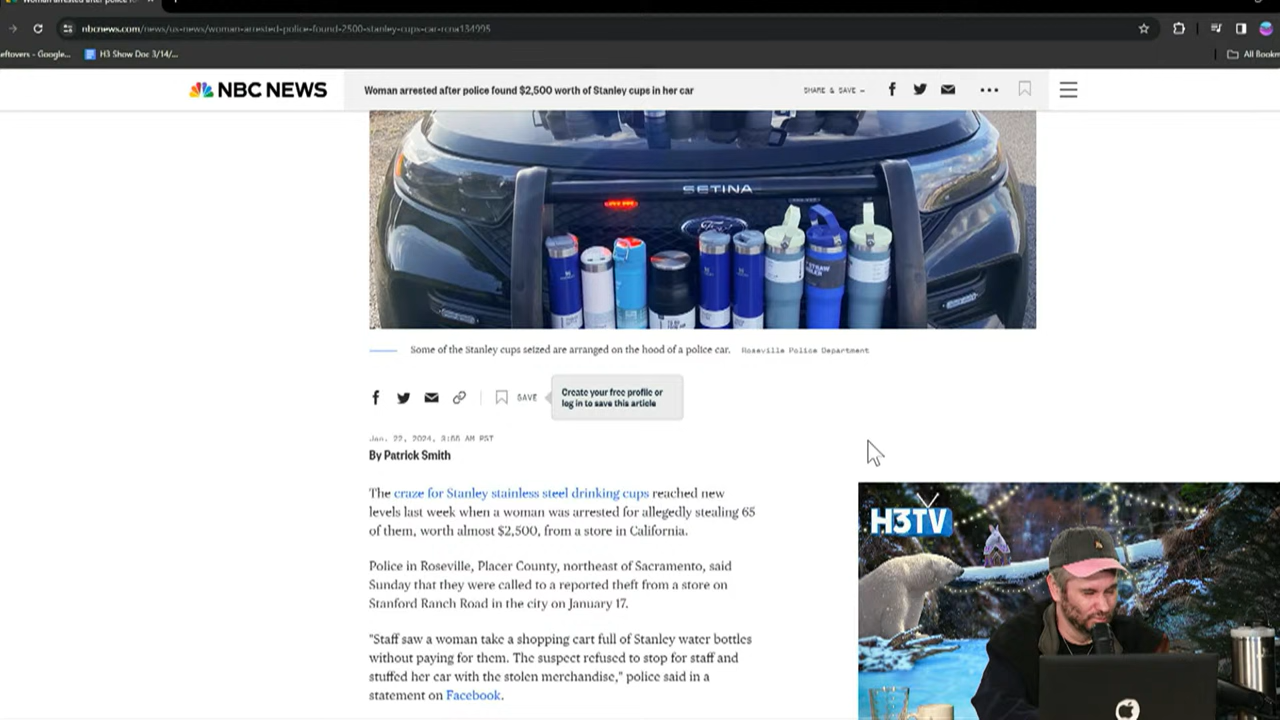 nbcnews.com/news/us-news/woman-arrested-police-found-2500-stanley-cups-car-rcna134995
eftovers - Google...
H3 Show Doc 3/14/...
All Bookm
NBC NEWS
Woman arrested after police found $2,500 worth of Stanley cups in her car
SHARE & SAVE —
SETINA
Ford
Some of the Stanley cups seized are arranged on the hood of a police car. Roseville Police Department
SAVE
Create your free profile or
log in to save this article
By Patrick Smith
The craze for Stanley stainless steel drinking cups reached new
levels last week when a woman was arrested for allegedly stealing 65
of them, worth almost $2,500, from a store in California.
H3TV
Police in Roseville, Placer County, northeast of Sacramento, said
Sunday that they were called to a reported theft from a store on
Stanford Ranch Road in the city on January 17.
"Staff saw a woman take a shopping cart full of Stanley water bottles
without paying for them. The suspect refused to stop for staff and
stuffed her car with the stolen merchandise," police said in a
statement on Facebook.